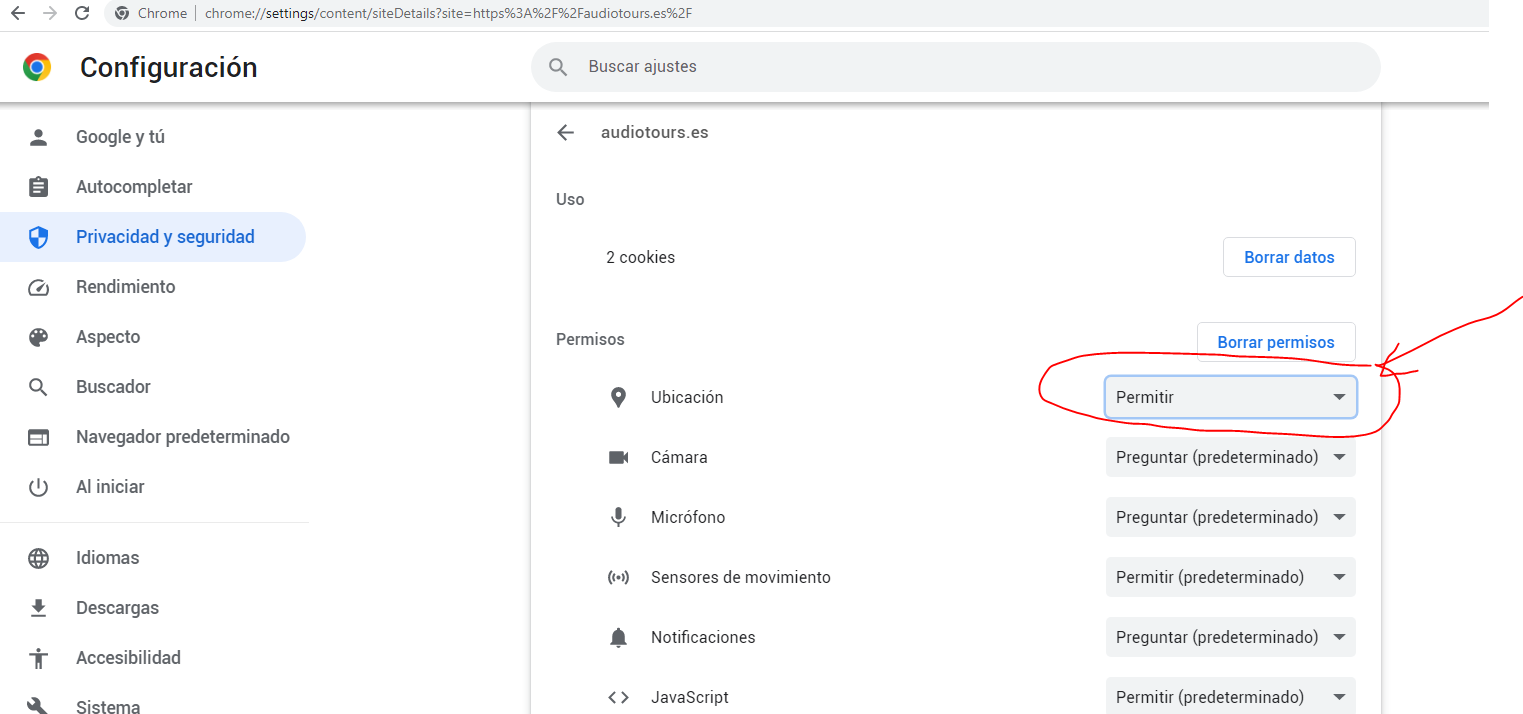 Chrome | chrome://settings/content/siteDetails?site=https%3A%2F%2Faudiotours.es%2F
Configuración
Buscar ajustes
Google y tú
Autocompletar
Privacidad y seguridad
Rendimiento
Aspecto
Buscador
Navegador predeterminado
Al iniciar
Idiomas
Descargas
Accesibilidad
Sistema
audiotours.es
Uso
2 cookies Borrar datos
Permisos Borrar permisos
Ubicación Permitir
Cámara Preguntar (predeterminado)
Micrófono Preguntar (predeterminado)
Sensores de movimiento Permitir (predeterminado)
Notificaciones Preguntar (predeterminado)
JavaScript Permitir (predeterminado)